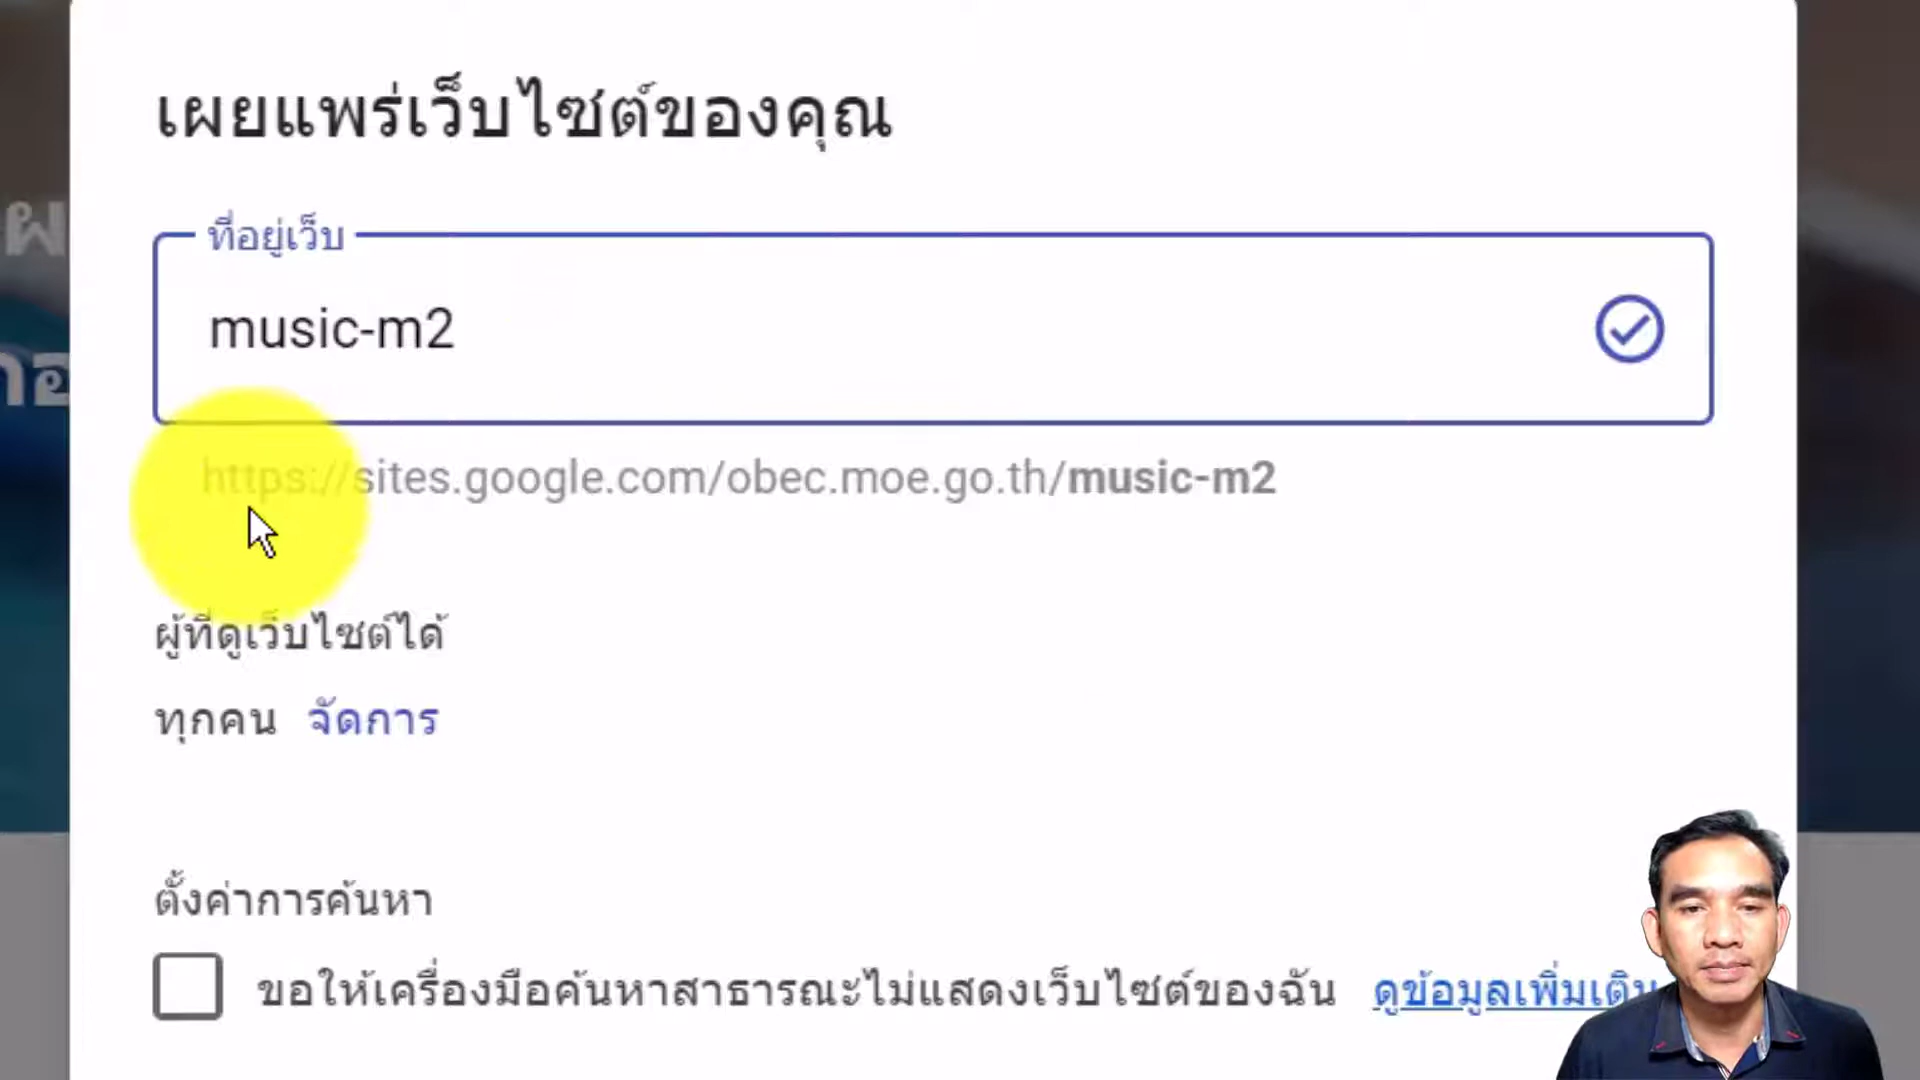 เผยแพร่เว็บไซต์ของคุณ
ที่อยู่เว็บ
music-m2
https://sites.google.com/obec.moe.go.th/music-m2
ผู้ที่ดูเว็บไซต์ได้
ทุกคน จัดการ
ตั้งค่าการค้นหา
ขอให้เครื่องมือค้นหาสาธารณะไม่แสดงเว็บไซต์ของฉัน ดูข้อมูลเพิ่มเติม